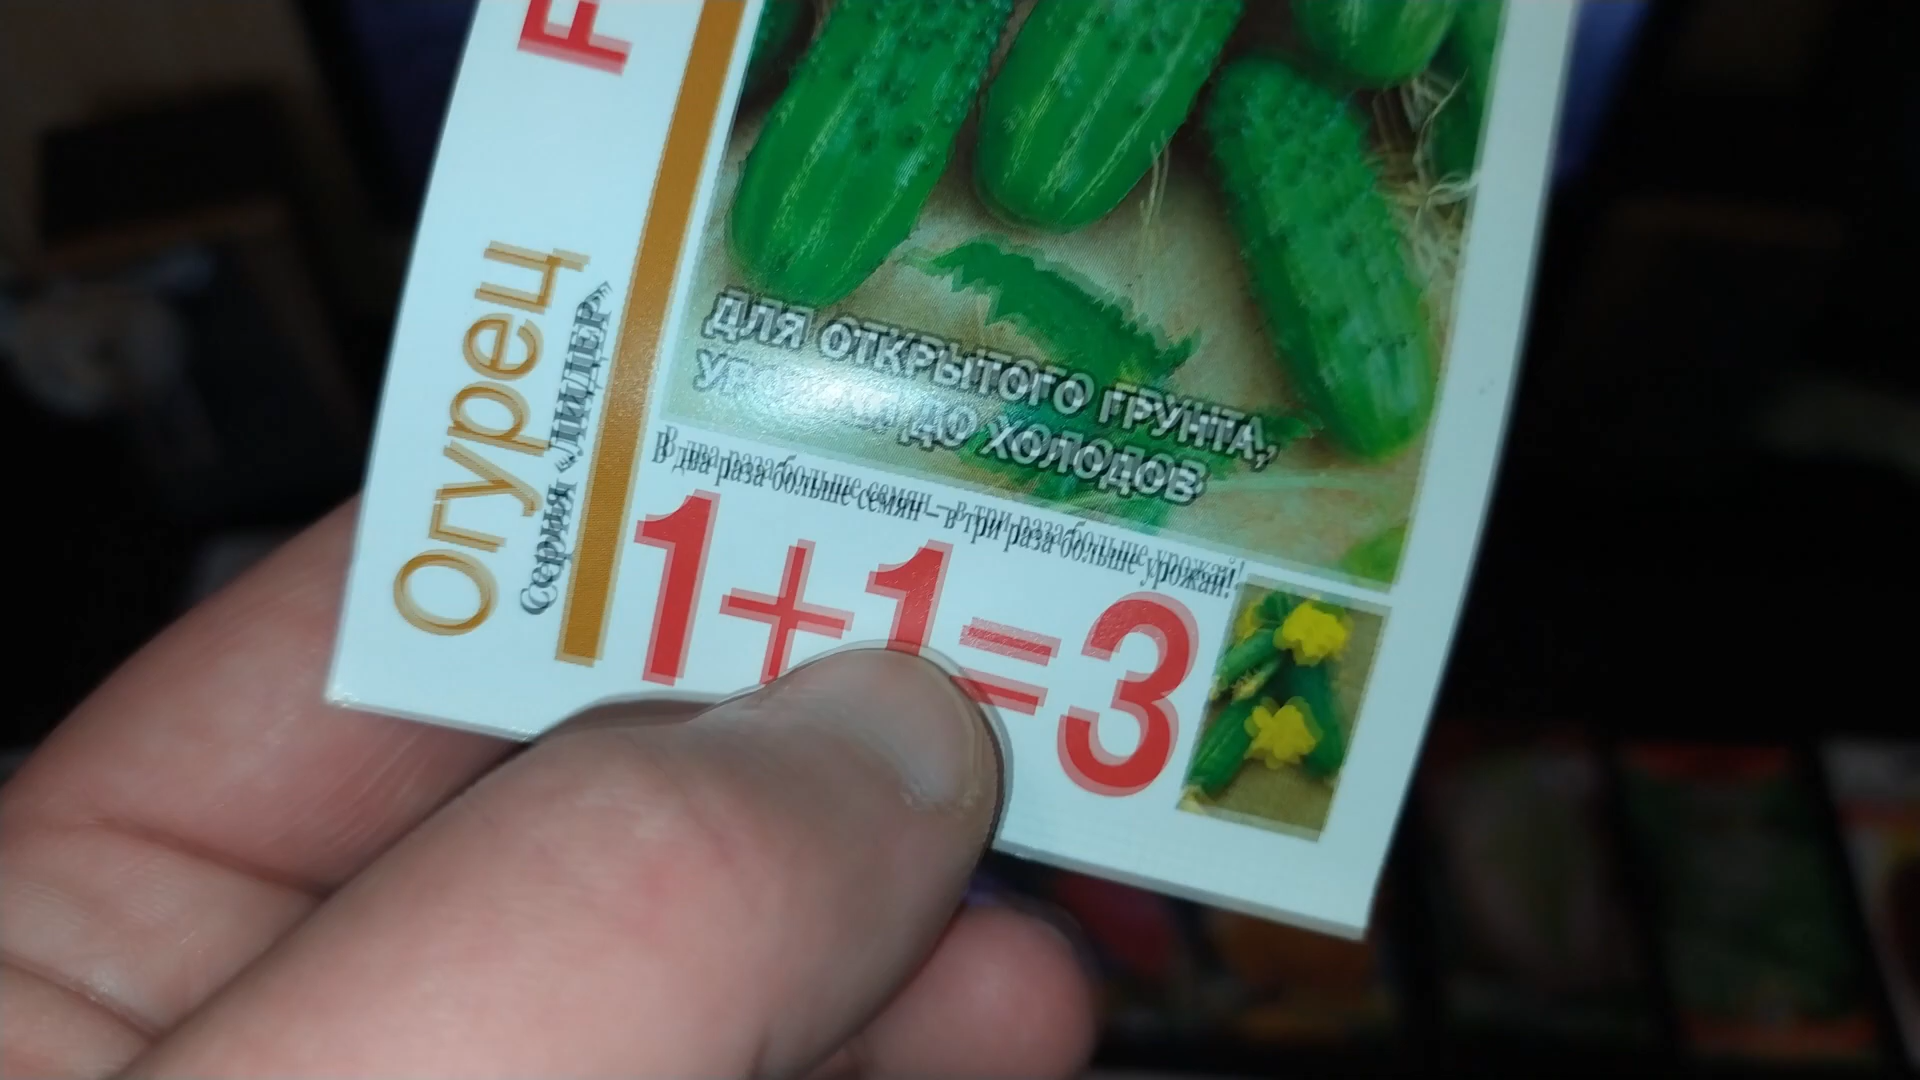 F
Огурец
Серия «ЛИДЕР»
ДЛЯ ОТКРЫТОГО ГРУНТА,
УРОЖАЙ ДО ХОЛОДОВ
В два раза больше семян – в три раза больше урожай!
1+1=3